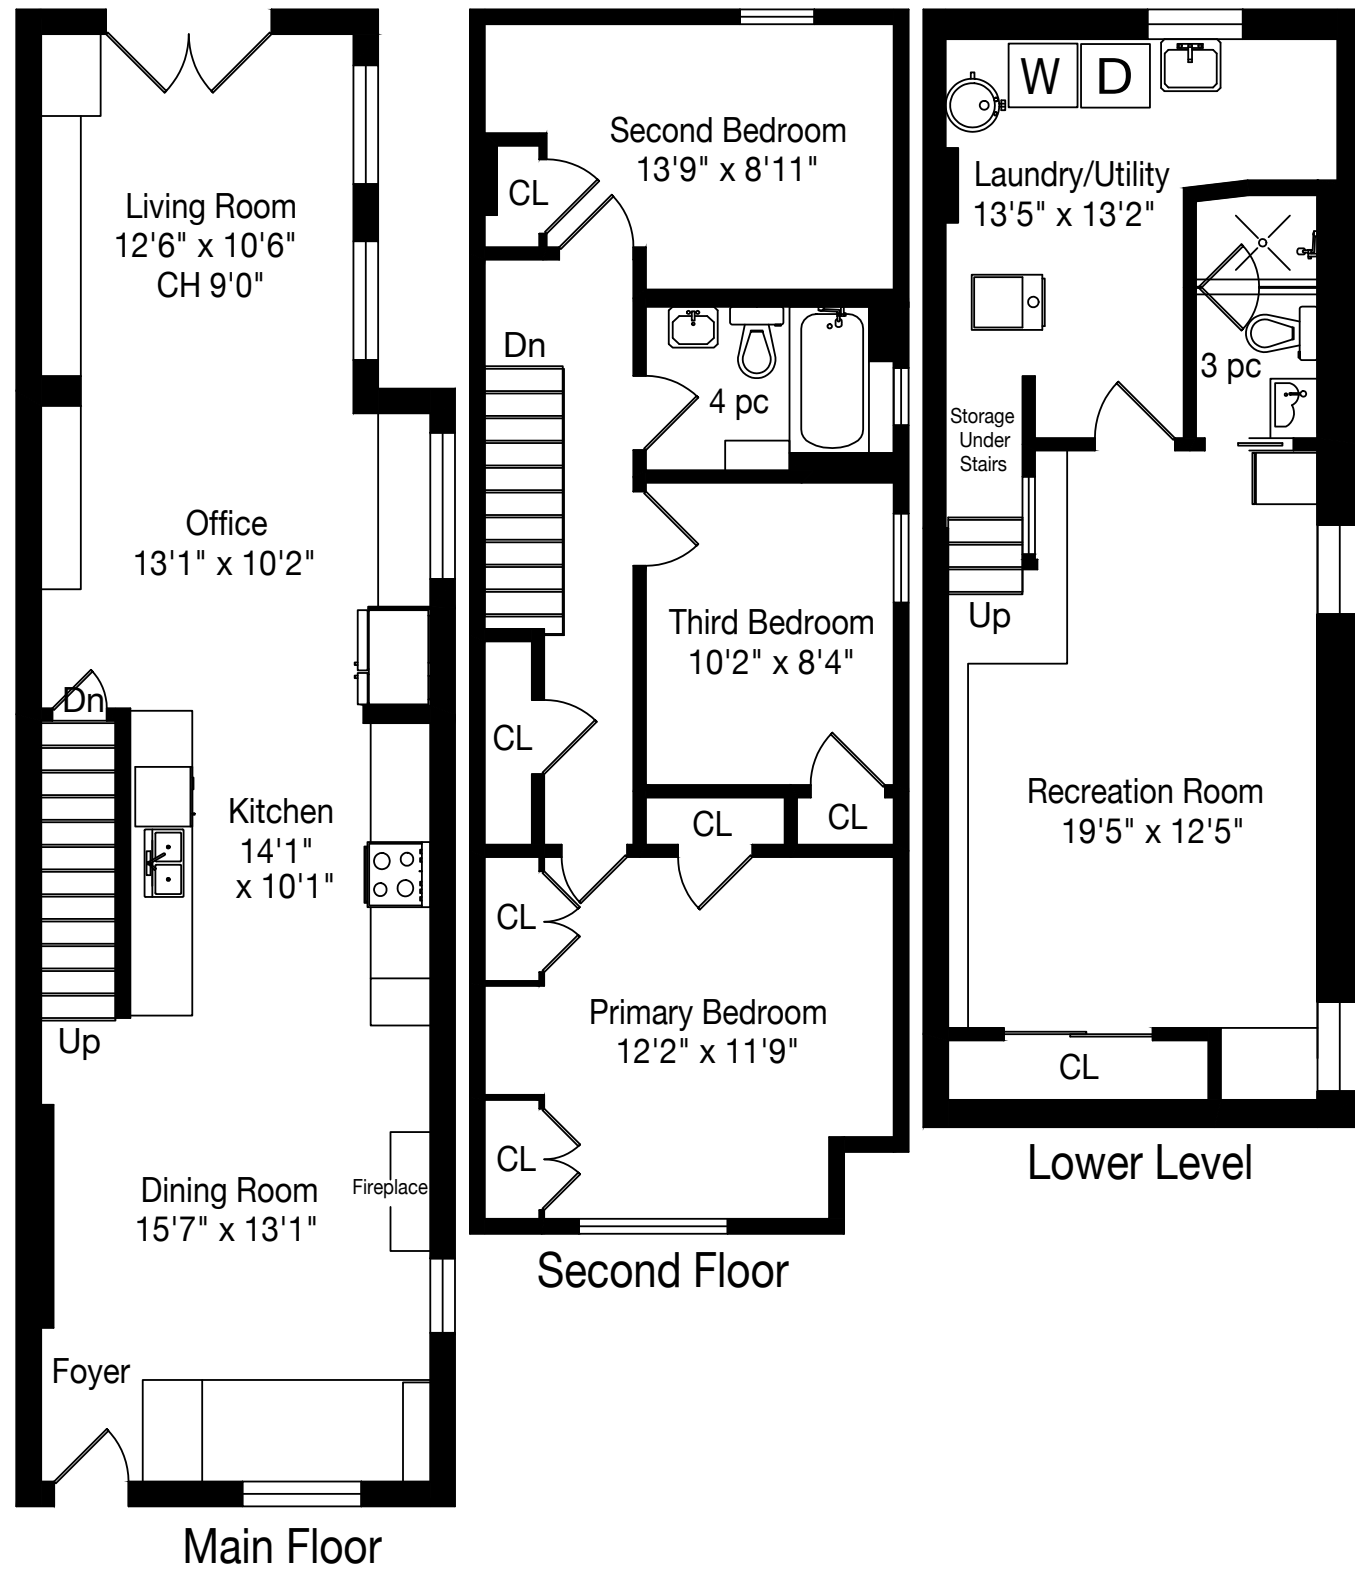 Living Room
12'6" x 10'6"
CH 9'0"
Office
13'1" x 10'2"
Dn
Kitchen
14'1"
x 10'1"
Up
Dining Room
15'7" x 13'1"
Fireplace
Foyer
Main Floor
Second Bedroom
13'9" x 8'11"
CL
Dn
4 pc
Third Bedroom
10'2" x 8'4"
CL
CL
CL
CL
Primary Bedroom
12'2" x 11'9"
CL
Second Floor
W
D
Laundry/Utility
13'5" x 13'2"
3 pc
Storage
Under
Stairs
Up
Recreation Room
19'5" x 12'5"
CL
Lower Level